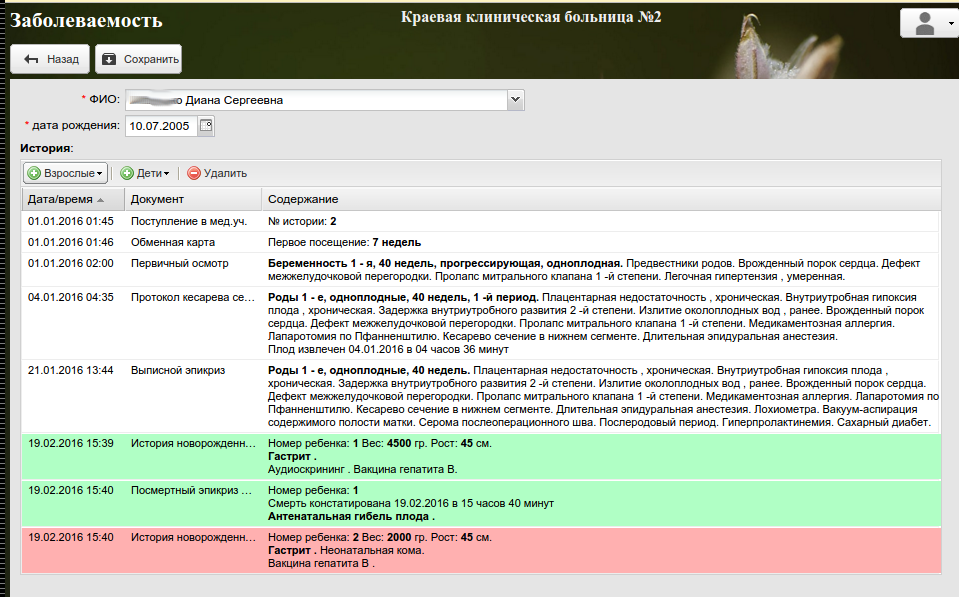 Заболеваемость
Краевая клиническая больница №2
Назад
Сохранить
* ФИО: Диана Сергеевна
* дата рождения: 10.07.2005
История:
Взрослые
Дети
Удалить
Дата/время Документ Содержание
01.01.2016 01:45 Поступление в мед.уч. № истории: 2
01.01.2016 01:46 Обменная карта Первое посещение: 7 недель
01.01.2016 02:00 Первичный осмотр Беременность 1 - я, 40 недель, прогрессирующая, одноплодная. Предвестники родов. Врожденный порок сердца. Дефект
межжелудочковой перегородки. Пролапс митрального клапана 1 -й степени. Легочная гипертензия , умеренная.
04.01.2016 04:35 Протокол кесарева се... Роды 1 - е, одноплодные, 40 недель, 1 -й период. Плацентарная недостаточность , хроническая. Внутриутробная гипоксия
плода , хроническая. Задержка внутриутробного развития 2 -й степени. Излитие околоплодных вод , ранее. Врожденный порок
сердца. Дефект межжелудочковой перегородки. Пролапс митрального клапана 1 -й степени. Медикаментозная аллергия.
Лапаротомия по Пфанненштилю. Кесарево сечение в нижнем сегменте. Длительная эпидуральная анестезия.
Плод извлечен 04.01.2016 в 04 часов 36 минут
21.01.2016 13:44 Выписной эпикриз Роды 1 - е, одноплодные, 40 недель. Плацентарная недостаточность , хроническая. Внутриутробная гипоксия плода ,
хроническая. Задержка внутриутробного развития 2 -й степени. Излитие околоплодных вод , ранее. Врожденный порок сердца.
Дефект межжелудочковой перегородки. Пролапс митрального клапана 1 -й степени. Медикаментозная аллергия. Лапаротомия по
Пфанненштилю. Кесарево сечение в нижнем сегменте. Длительная эпидуральная анестезия. Лохиометра. Вакуум-аспирация
содержимого полости матки. Серома послеоперационного шва. Послеродовый период. Гиперпролактинемия. Сахарный диабет.
19.02.2016 15:39 История новорожденн... Номер ребенка: 1 Вес: 4500 гр. Рост: 45 см.
Гастрит .
Аудиоскрининг . Вакцина гепатита В.
19.02.2016 15:40 Посмертный эпикриз ... Номер ребенка: 1
Смерть констатирована 19.02.2016 в 15 часов 40 минут
Антенатальная гибель плода .
19.02.2016 15:40 История новорожденн... Номер ребенка: 2 Вес: 2000 гр. Рост: 45 см.
Гастрит . Неонатальная кома.
Вакцина гепатита В .